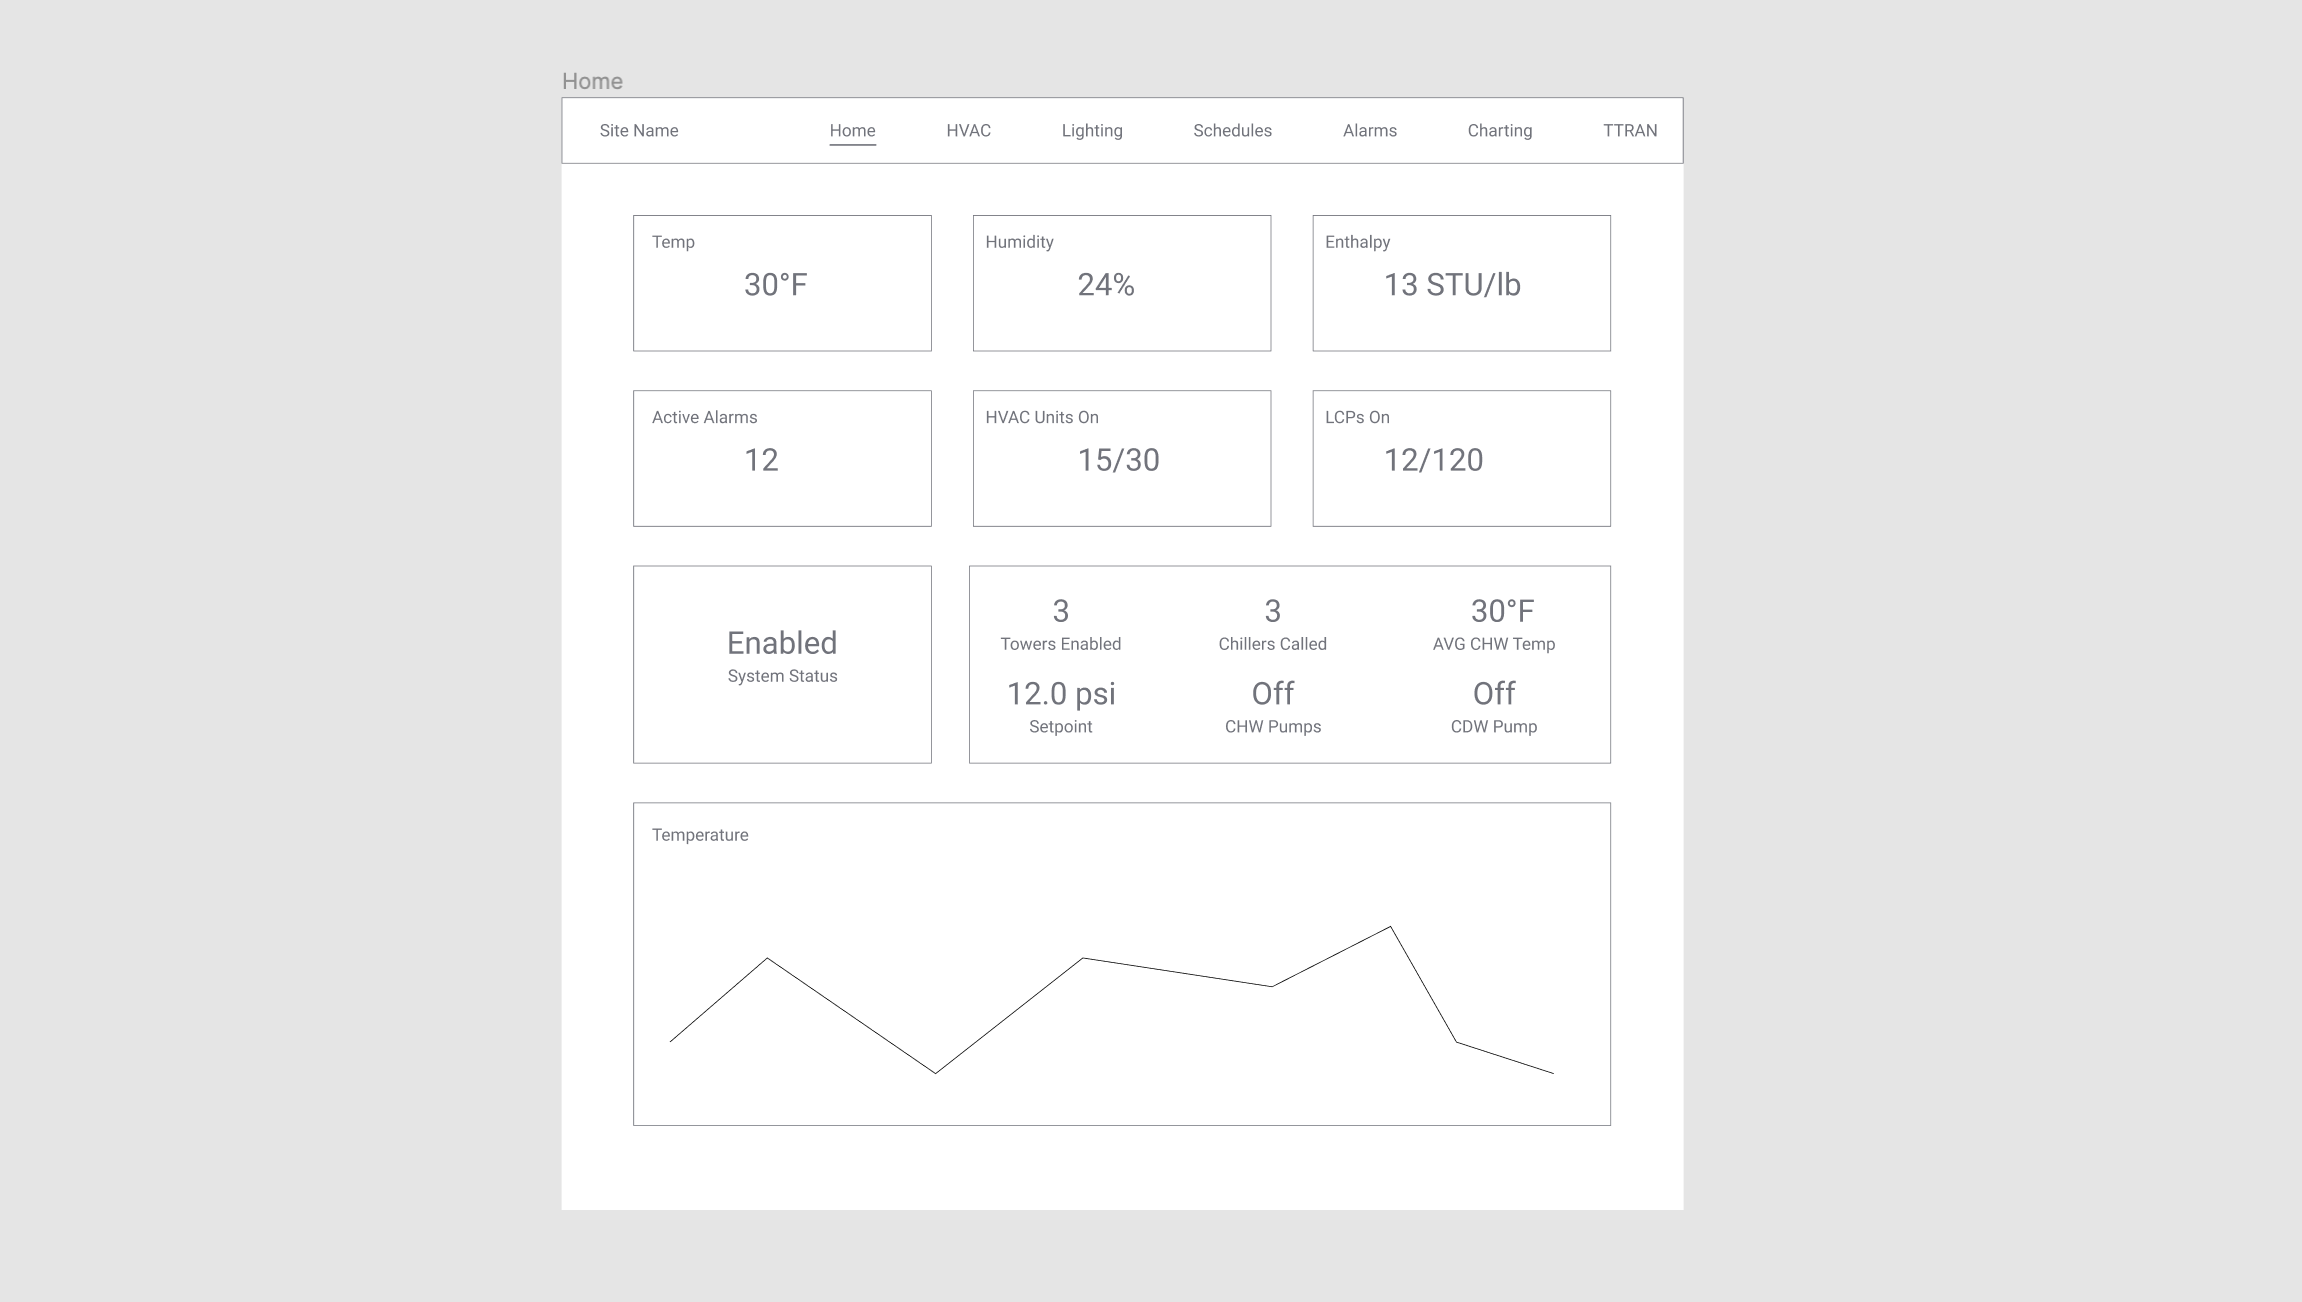 Home
Site Name Home HVAC Lighting Schedules Alarms Charting TTRAN
Temp
30°F
Humidity
24%
Enthalpy
13 STU/lb
Active Alarms
12
HVAC Units On
15/30
LCPs On
12/120
Enabled
System Status
3
Towers Enabled
3
Chillers Called
30°F
AVG CHW Temp
12.0 psi
Setpoint
Off
CHW Pumps
Off
CDW Pump
Temperature